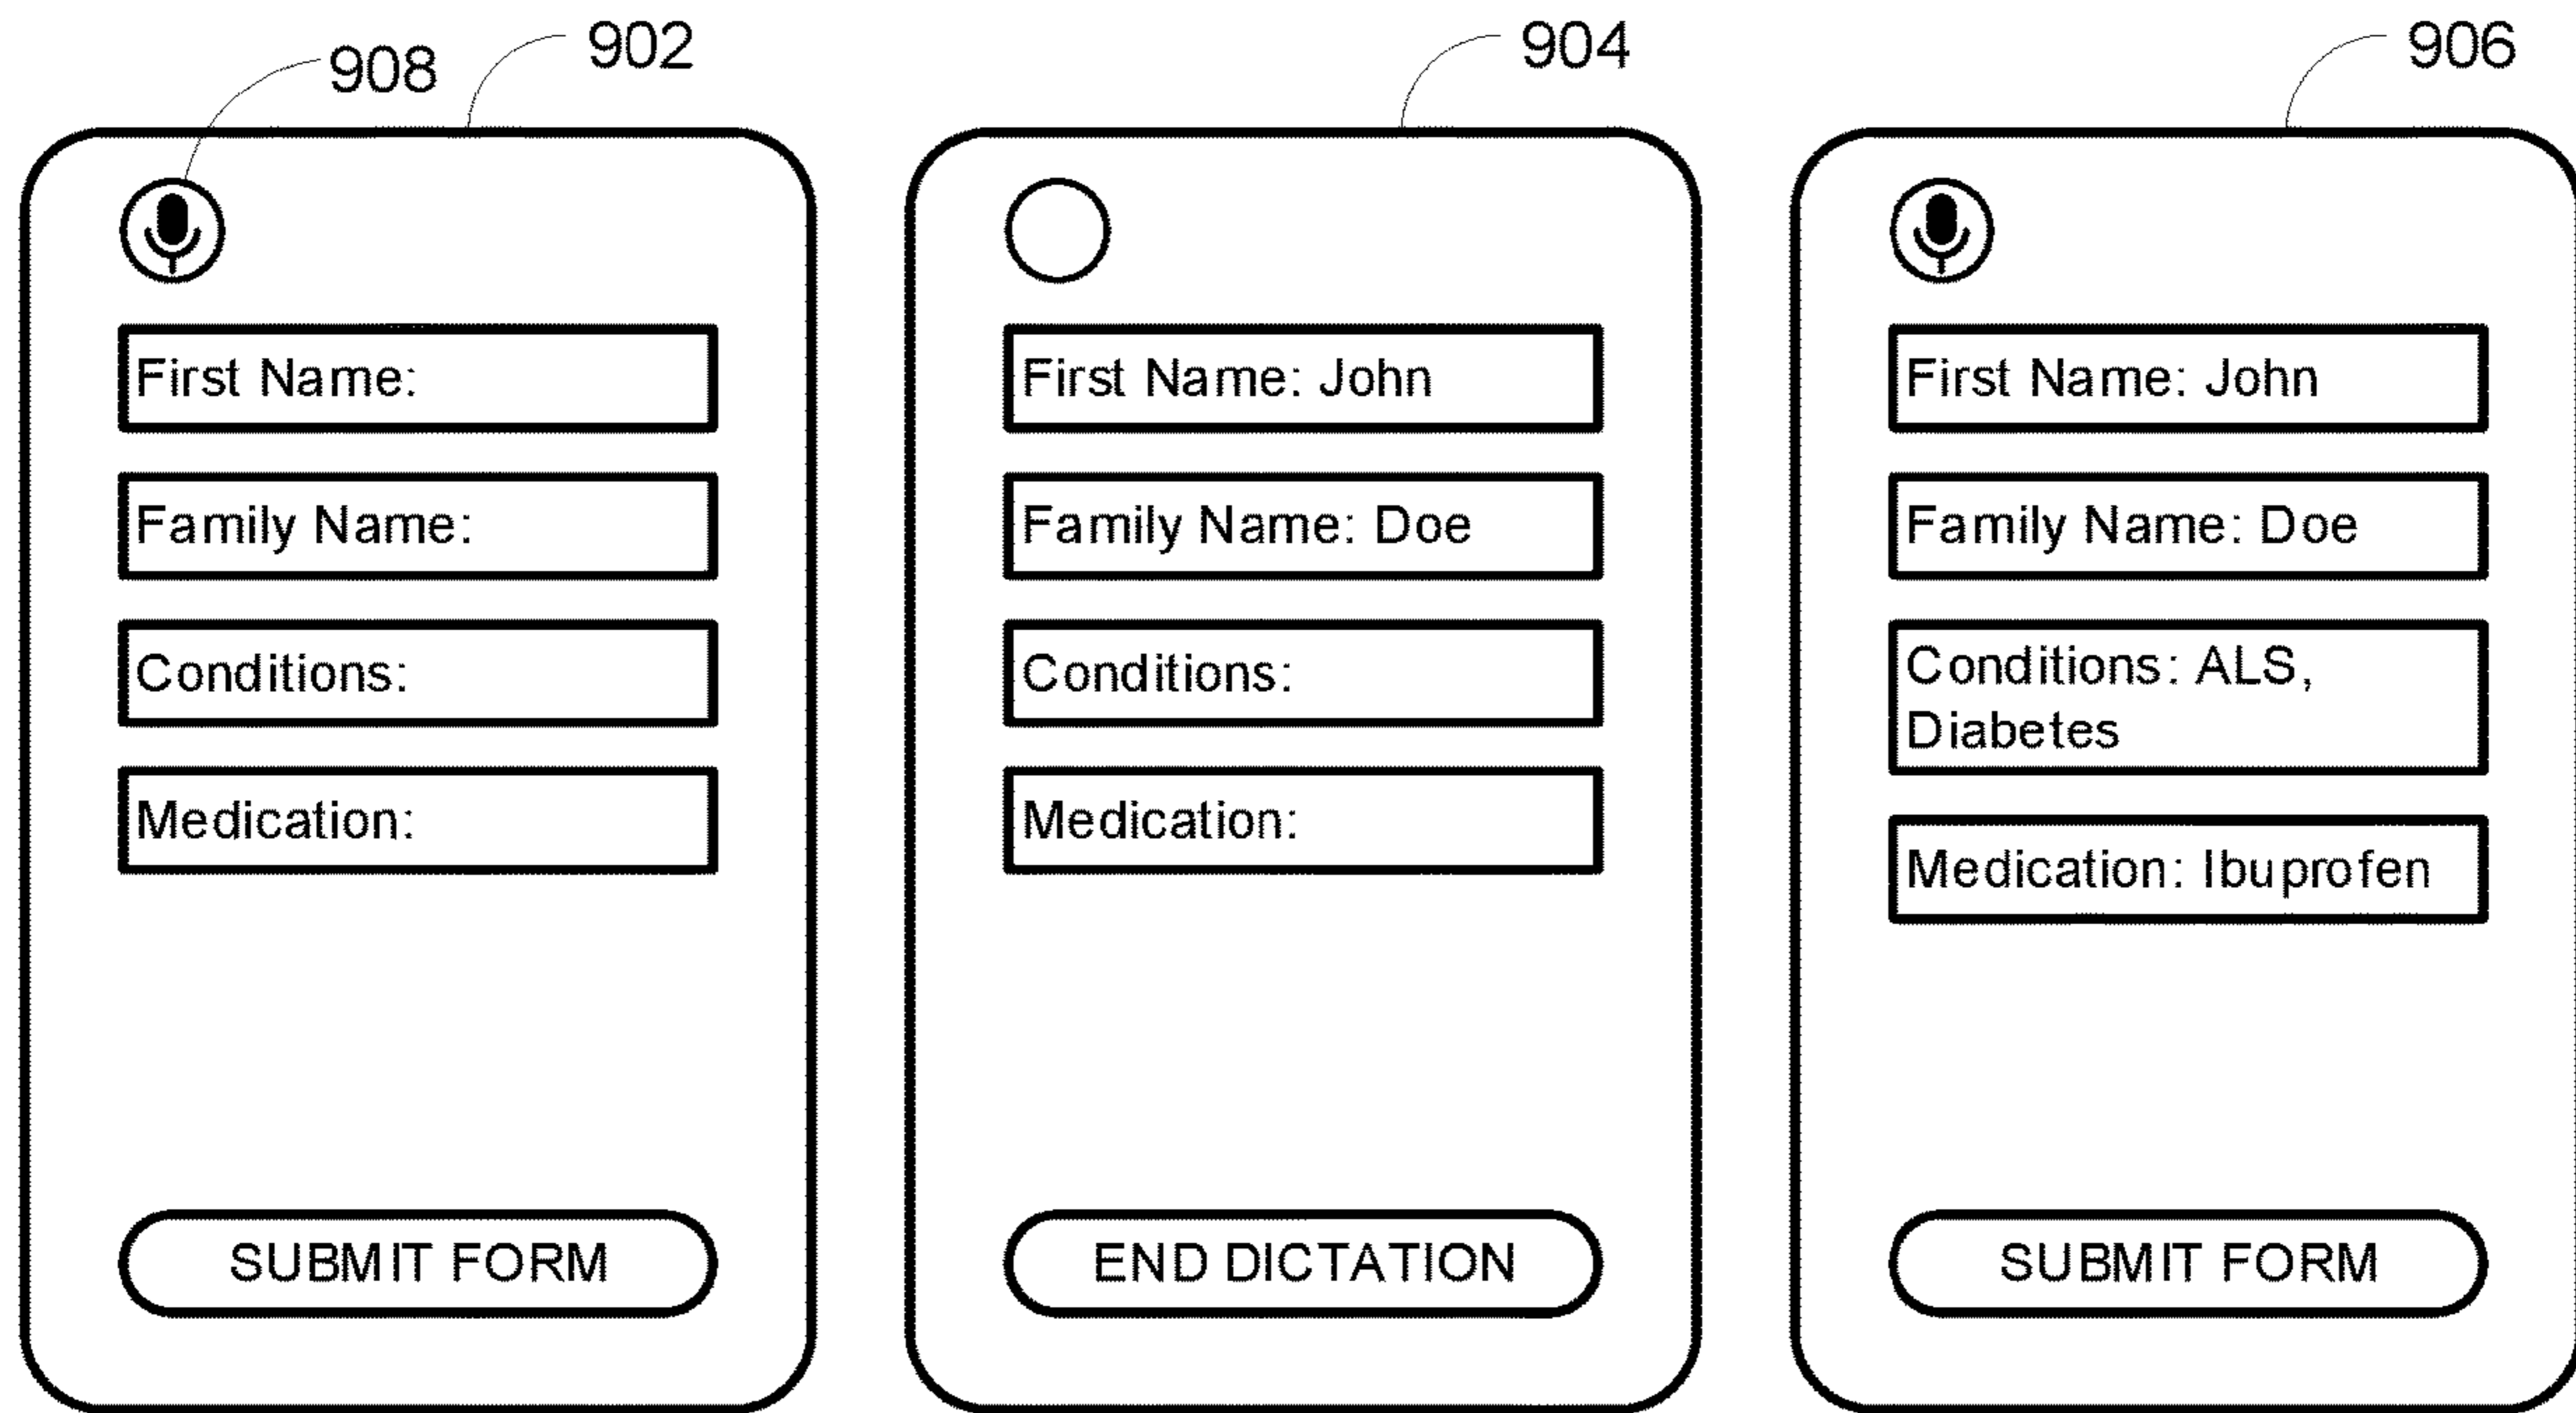 908
902
904
906
First Name:
Family Name:
Conditions:
Medication:
SUBMIT FORM
First Name: John
Family Name: Doe
Conditions:
Medication:
END DICTATION
First Name: John
Family Name: Doe
Conditions: ALS,
Diabetes
Medication: Ibuprofen
SUBMIT FORM